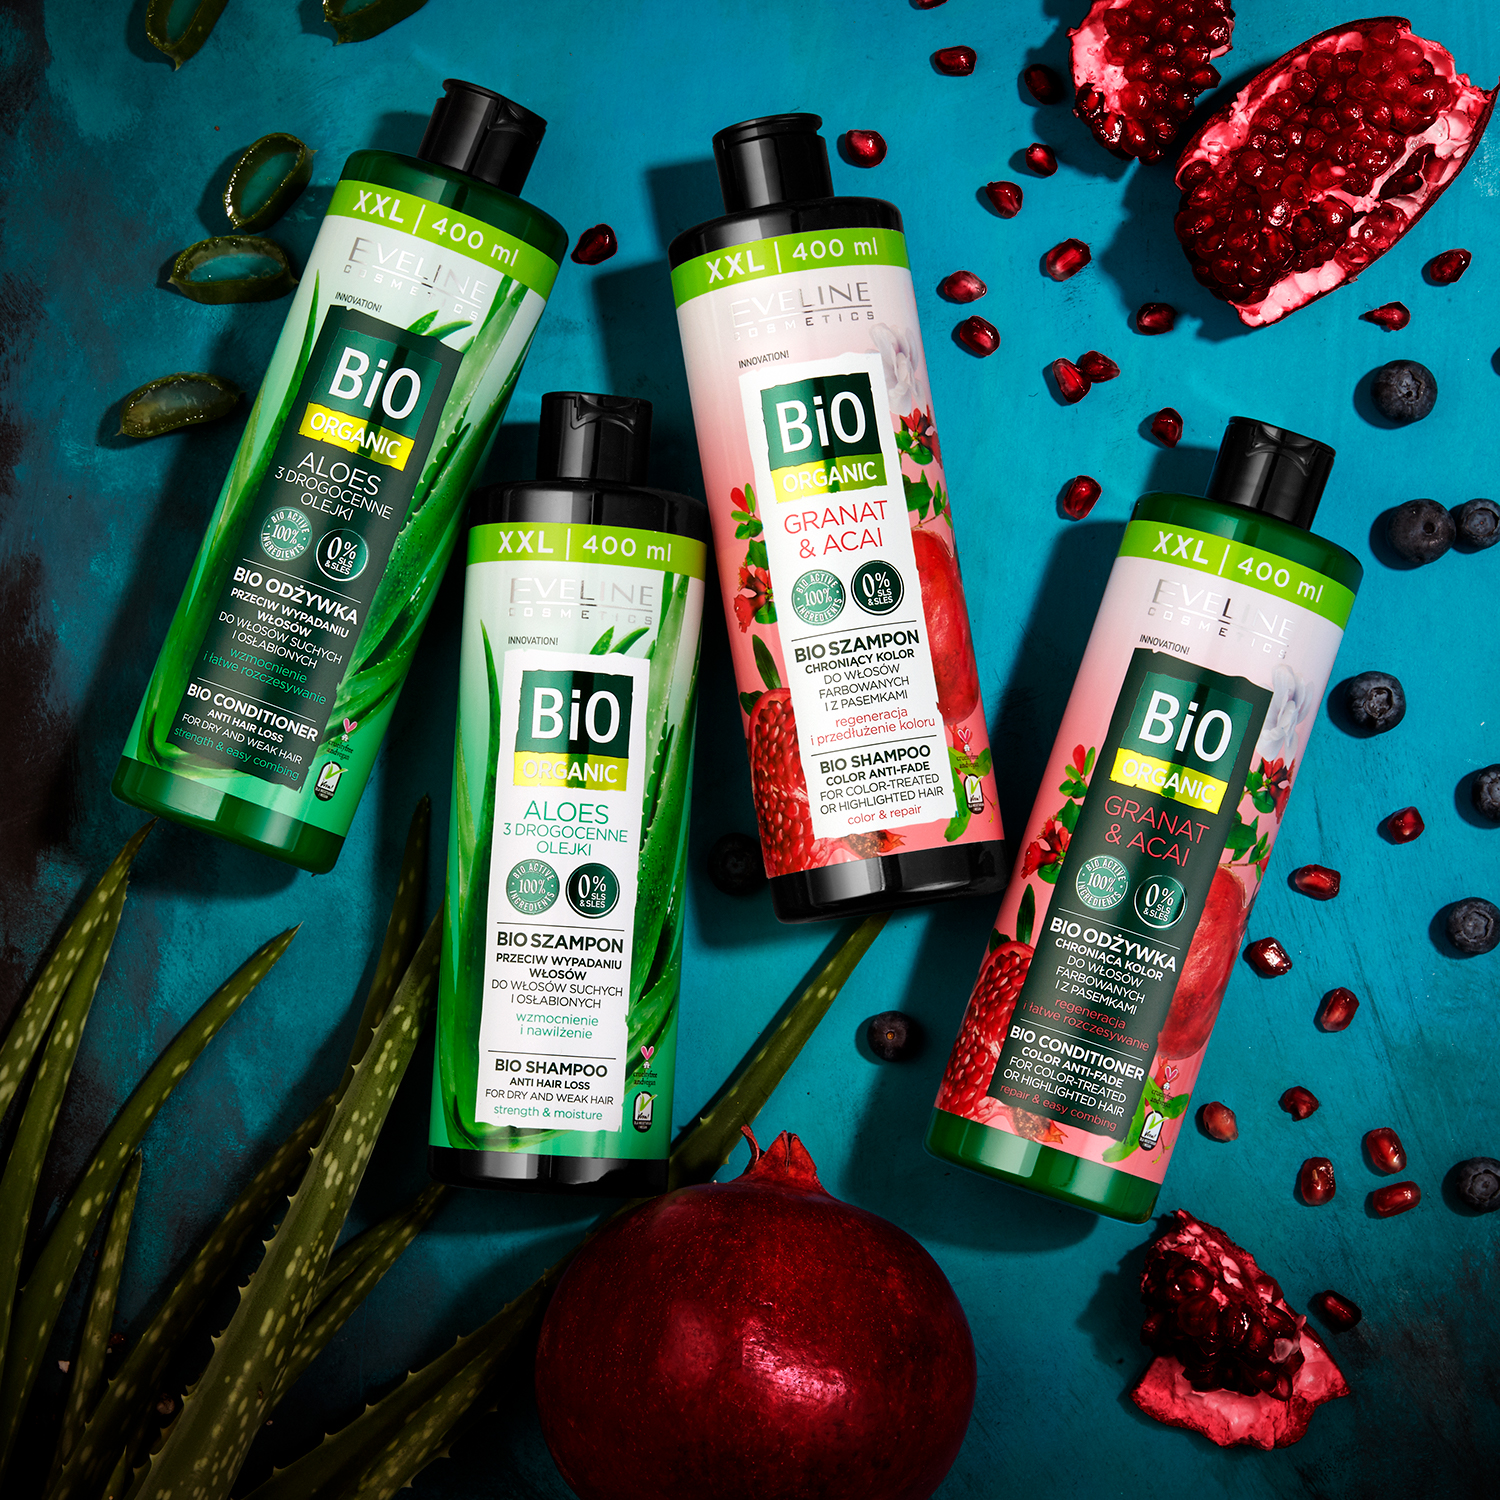 XXL | 400 ml
EVELINE
COSMETICS
INNOVATION!
BiO
ORGANIC
ALOES
3 DROGOCENNE
OLEJKI
BIO ACTIVE
100%
INGREDIENTS
0%
SLS
& SLES
BIO ODŻYWKA
PRZECIW WYPADANIU
WŁOSÓW
DO WŁOSÓW SUCHYCH
I OSŁABIONYCH
wzmocnienie
i łatwe rozczesywanie
BIO CONDITIONER
ANTI HAIR LOSS
FOR DRY AND WEAK HAIR
strength & easy combing
crueltyfree
andvegan
XXL | 400 ml
EVELINE
COSMETICS
INNOVATION!
BiO
ORGANIC
ALOES
3 DROGOCENNE
OLEJKI
BIO ACTIVE
100%
INGREDIENTS
0%
SLS
& SLES
BIO SZAMPON
PRZECIW WYPADANIU
WŁOSÓW
DO WŁOSÓW SUCHYCH
I OSŁABIONYCH
wzmocnienie
i nawilżenie
BIO SHAMPOO
ANTI HAIR LOSS
FOR DRY AND WEAK HAIR
strength & moisture
crueltyfree
andvegan
XXL | 400 ml
EVELINE
COSMETICS
INNOVATION!
BiO
ORGANIC
GRANAT
& ACAI
BIO ACTIVE
100%
INGREDIENTS
0%
SLS
& SLES
BIO SZAMPON
CHRONIĄCY KOLOR
DO WŁOSÓW
FARBOWANYCH
I Z PASEMKAMI
regeneracja
i przedłużenie koloru
BIO SHAMPOO
COLOR ANTI-FADE
FOR COLOR-TREATED
OR HIGHLIGHTED HAIR
color & repair
crueltyfree
andvegan
XXL | 400 ml
EVELINE
COSMETICS
INNOVATION!
BiO
ORGANIC
GRANAT
& ACAI
BIO ACTIVE
100%
INGREDIENTS
0%
SLS
& SLES
BIO ODŻYWKA
CHRONIĄCA KOLOR
DO WŁOSÓW
FARBOWANYCH
I Z PASEMKAMI
regeneracja
i łatwe rozczesywanie
BIO CONDITIONER
COLOR ANTI-FADE
FOR COLOR-TREATED
OR HIGHLIGHTED HAIR
repair & easy combing
crueltyfree
andvegan